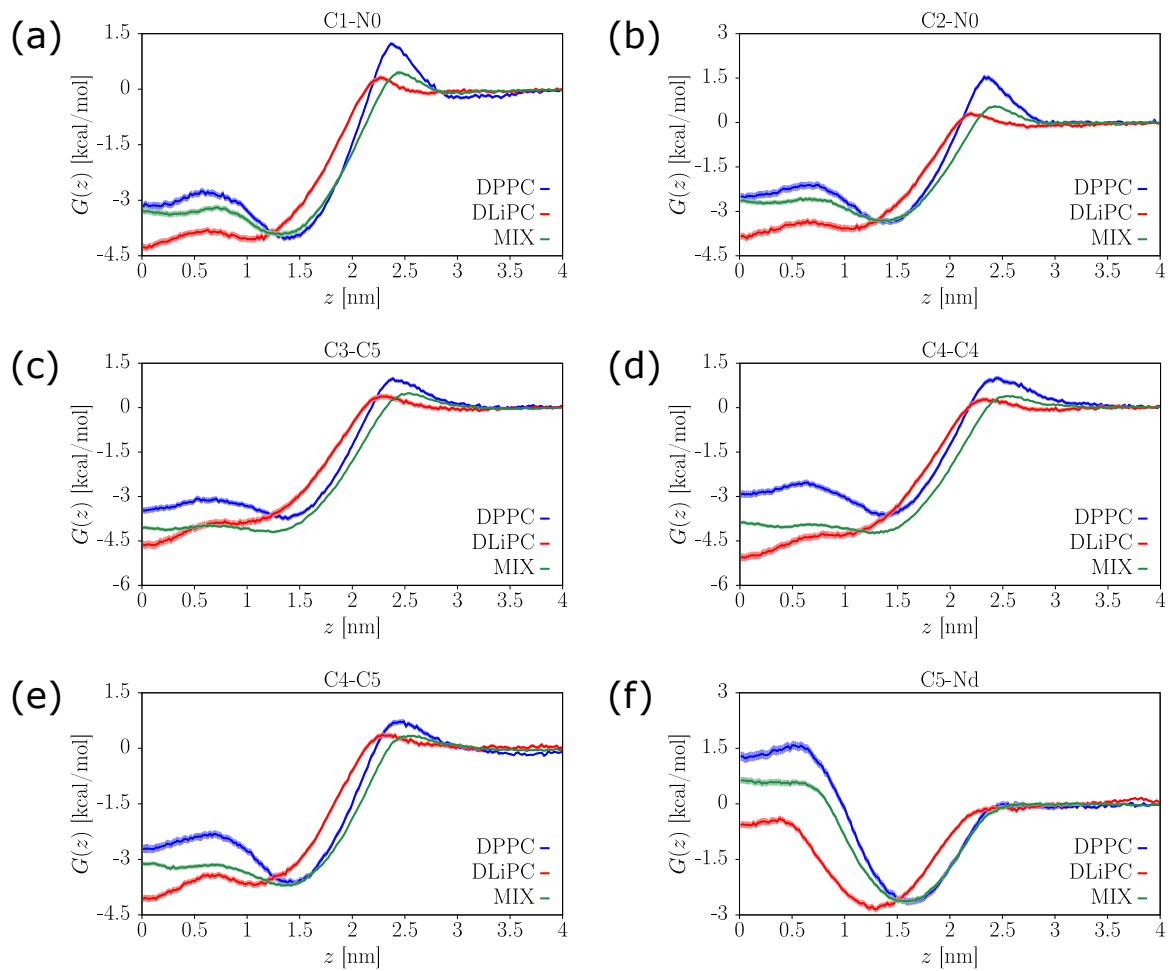 (a)
C1-N0
G(z) [kcal/mol]
1.5
0
-1.5
-3
-4.5
DPPC
DLiPC
MIX
0 0.5 1 1.5 2 2.5 3 3.5 4
z [nm]
(b)
C2-N0
G(z) [kcal/mol]
3
1.5
0
-1.5
-3
-4.5
DPPC
DLiPC
MIX
0 0.5 1 1.5 2 2.5 3 3.5 4
z [nm]
(c)
C3-C5
G(z) [kcal/mol]
1.5
0
-1.5
-3
-4.5
-6
DPPC
DLiPC
MIX
0 0.5 1 1.5 2 2.5 3 3.5 4
z [nm]
(d)
C4-C4
G(z) [kcal/mol]
1.5
0
-1.5
-3
-4.5
-6
DPPC
DLiPC
MIX
0 0.5 1 1.5 2 2.5 3 3.5 4
z [nm]
(e)
C4-C5
G(z) [kcal/mol]
1.5
0
-1.5
-3
-4.5
DPPC
DLiPC
MIX
0 0.5 1 1.5 2 2.5 3 3.5 4
z [nm]
(f)
C5-Nd
G(z) [kcal/mol]
3
1.5
0
-1.5
-3
DPPC
DLiPC
MIX
0 0.5 1 1.5 2 2.5 3 3.5 4
z [nm]